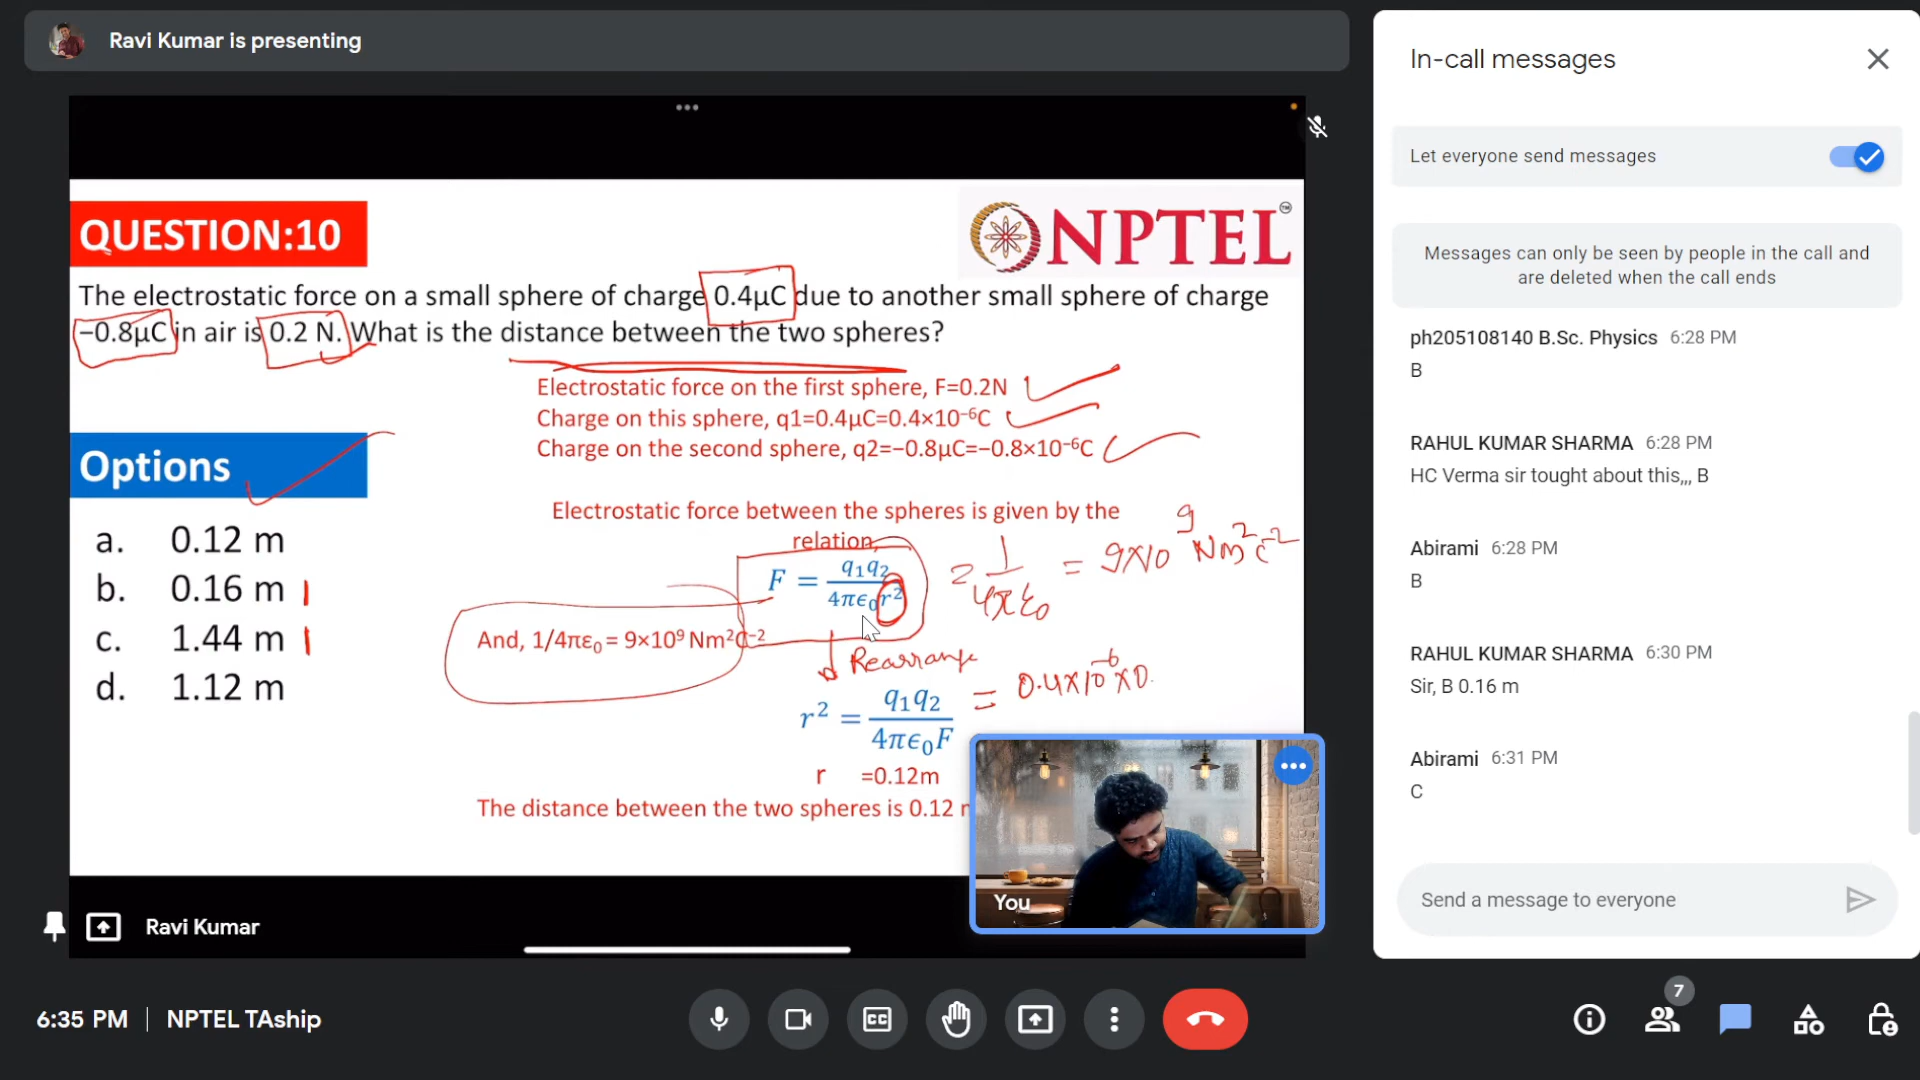 Ravi Kumar is presenting
QUESTION:10
NPTEL
TM
The electrostatic force on a small sphere of charge 0.4μC due to another small sphere of charge
−0.8μC in air is 0.2 N. What is the distance between the two spheres?
Electrostatic force on the first sphere, F=0.2N
Charge on this sphere, q1=0.4μC=0.4×10⁻⁶C
Charge on the second sphere, q2=−0.8μC=−0.8×10⁻⁶C
Options
a. 0.12 m
b. 0.16 m
c. 1.44 m
d. 1.12 m
Electrostatic force between the spheres is given by the
relation,
F = q₁q₂ / 4πϵ₀r²
1/4πε₀ = 9×10⁹ Nm²C⁻²
And, 1/4πε₀ = 9×10⁹ Nm²C⁻²
Rearrange
r² = q₁q₂ / 4πϵ₀F = 0.4×10⁻⁶×0.
r =0.12m
The distance between the two spheres is 0.12
You
Ravi Kumar
6:35 PM | NPTEL TAship
CC
7
In-call messages
Let everyone send messages
Messages can only be seen by people in the call and
are deleted when the call ends
ph205108140 B.Sc. Physics 6:28 PM
B
RAHUL KUMAR SHARMA 6:28 PM
HC Verma sir tought about this,,, B
Abirami 6:28 PM
B
RAHUL KUMAR SHARMA 6:30 PM
Sir, B 0.16 m
Abirami 6:31 PM
C
Send a message to everyone